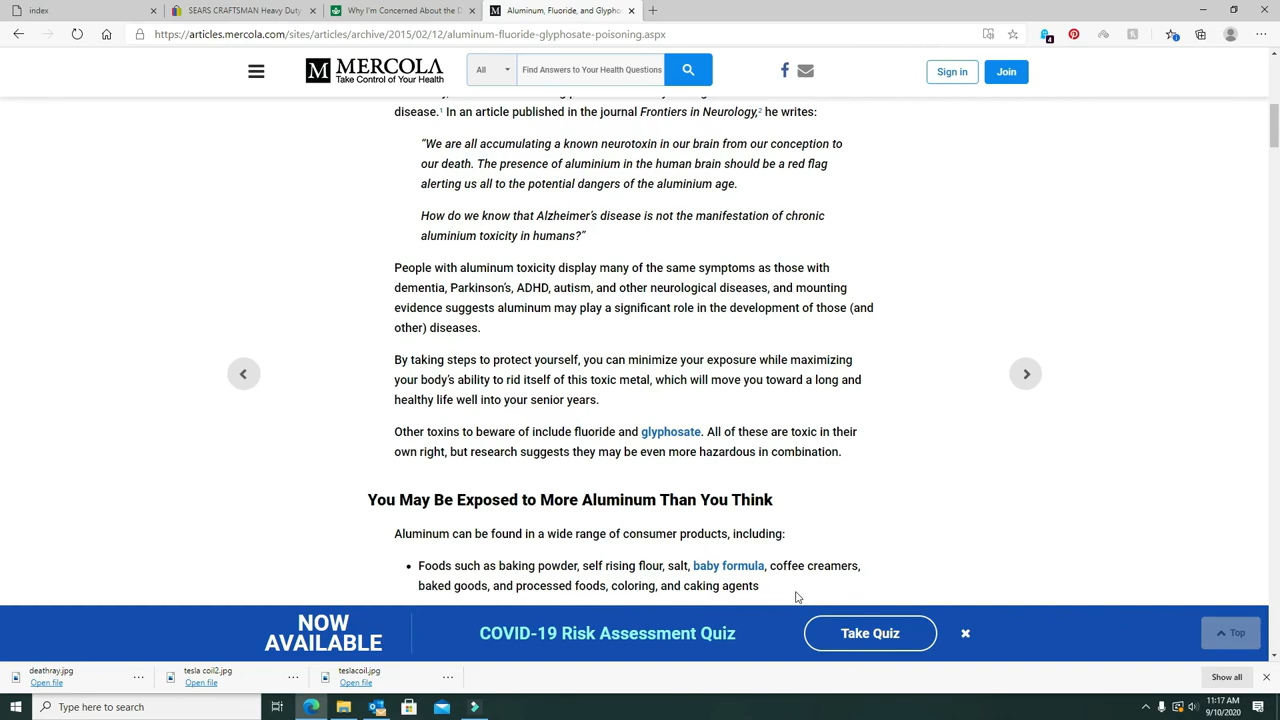 index
SEARS CRAFTSMAN Heavy Duty
Why I'm Concerned About the D
Aluminum, Fluoride, and Glypho
https://articles.mercola.com/sites/articles/archive/2015/02/12/aluminum-fluoride-glyphosate-poisoning.aspx
MERCOLA
Take Control of Your Health
All
Find Answers to Your Health Questions
Sign in
Join
disease.¹ In an article published in the journal Frontiers in Neurology,² he writes:
“We are all accumulating a known neurotoxin in our brain from our conception to
our death. The presence of aluminium in the human brain should be a red flag
alerting us all to the potential dangers of the aluminium age.
How do we know that Alzheimer’s disease is not the manifestation of chronic
aluminium toxicity in humans?”
People with aluminum toxicity display many of the same symptoms as those with
dementia, Parkinson’s, ADHD, autism, and other neurological diseases, and mounting
evidence suggests aluminum may play a significant role in the development of those (and
other) diseases.
By taking steps to protect yourself, you can minimize your exposure while maximizing
your body’s ability to rid itself of this toxic metal, which will move you toward a long and
healthy life well into your senior years.
Other toxins to beware of include fluoride and glyphosate. All of these are toxic in their
own right, but research suggests they may be even more hazardous in combination.
You May Be Exposed to More Aluminum Than You Think
Aluminum can be found in a wide range of consumer products, including:
• Foods such as baking powder, self rising flour, salt, baby formula, coffee creamers,
baked goods, and processed foods, coloring, and caking agents
NOW
AVAILABLE
COVID-19 Risk Assessment Quiz
Take Quiz
Top
deathray.jpg
Open file
tesla coil2.jpg
Open file
teslacoil.jpg
Open file
Show all
Type here to search
11:17 AM
9/10/2020